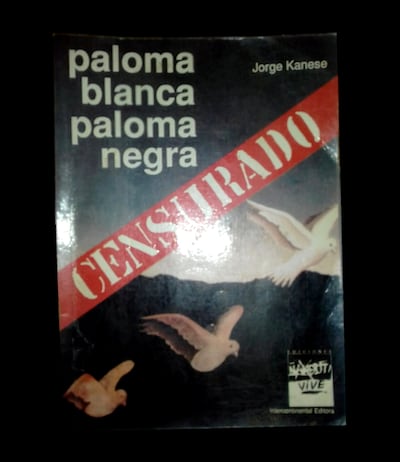 paloma
blanca
paloma
negra
Jorge Kanese
CENSURADO
EDICIONES
ViVE
Intercontinental Editora